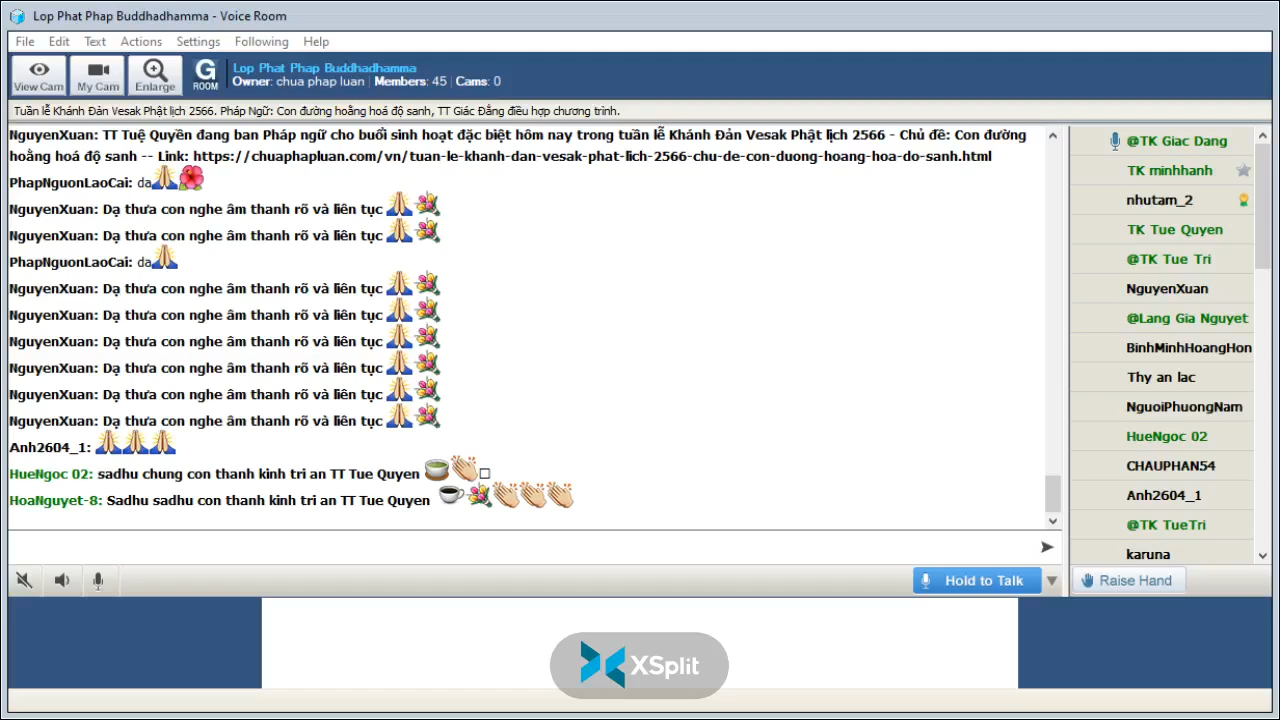 Lop Phat Phap Buddhadhamma - Voice Room
File Edit Text Actions Settings Following Help
View Cam My Cam Enlarge G ROOM
Lop Phat Phap Buddhadhamma
Owner: chua phap luan | Members: 45 | Cams: 0
Tuần lễ Khánh Đản Vesak Phật lịch 2566. Pháp Ngữ: Con đường hoằng hoá độ sanh, TT Giác Đẳng điều hợp chương trình.
NguyenXuan: TT Tuệ Quyền đang ban Pháp ngữ cho buổi sinh hoạt đặc biệt hôm nay trong tuần lễ Khánh Đản Vesak Phật lịch 2566 - Chủ đề: Con đường
hoằng hoá độ sanh -- Link: https://chuaphapluan.com/vn/tuan-le-khanh-dan-vesak-phat-lich-2566-chu-de-con-duong-hoang-hoa-do-sanh.html
PhapNguonLaoCai: da
NguyenXuan: Dạ thưa con nghe âm thanh rõ và liên tục
NguyenXuan: Dạ thưa con nghe âm thanh rõ và liên tục
PhapNguonLaoCai: da
NguyenXuan: Dạ thưa con nghe âm thanh rõ và liên tục
NguyenXuan: Dạ thưa con nghe âm thanh rõ và liên tục
NguyenXuan: Dạ thưa con nghe âm thanh rõ và liên tục
NguyenXuan: Dạ thưa con nghe âm thanh rõ và liên tục
NguyenXuan: Dạ thưa con nghe âm thanh rõ và liên tục
NguyenXuan: Dạ thưa con nghe âm thanh rõ và liên tục
Anh2604_1:
HueNgoc 02: sadhu chung con thanh kinh tri an TT Tue Quyen
HoaNguyet-8: Sadhu sadhu con thanh kinh tri an TT Tue Quyen
@TK Giac Dang
TK minhhanh
nhutam_2
TK Tue Quyen
@TK Tue Tri
NguyenXuan
@Lang Gia Nguyet
BinhMinhHoangHon
Thy an lac
NguoiPhuongNam
HueNgoc 02
CHAUPHAN54
Anh2604_1
@TK TueTri
karuna
Hold to Talk
Raise Hand
XSplit